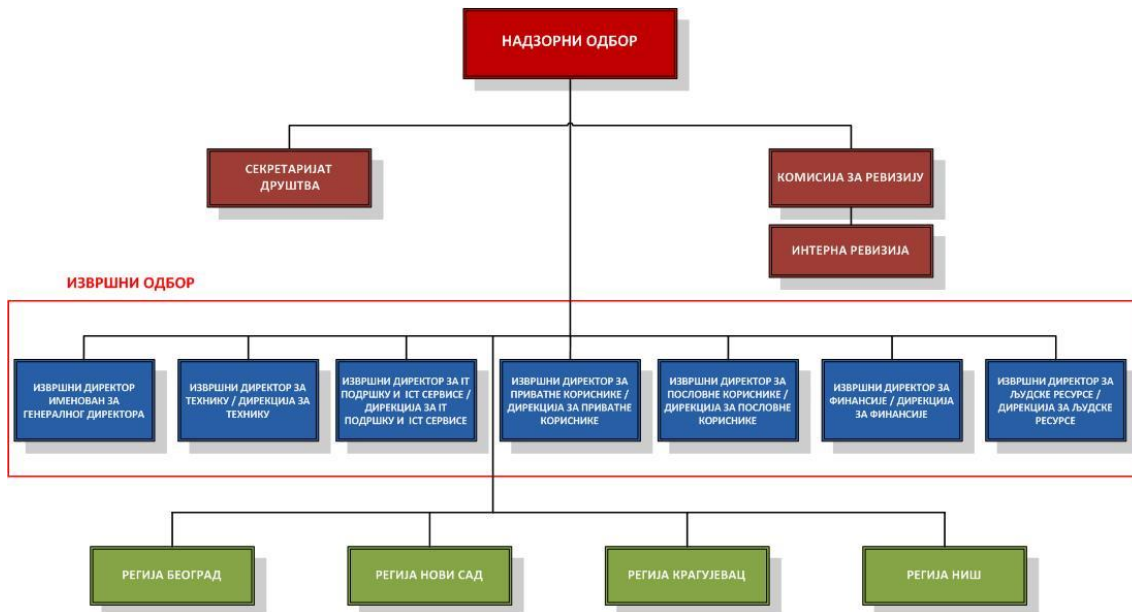 НАДЗОРНИ ОДБОР
СЕКРЕТАРИЈАТ
ДРУШТВА
КОМИСИЈА ЗА РЕВИЗИЈУ
ИНТЕРНА РЕВИЗИЈА
ИЗВРШНИ ОДБОР
ИЗВРШНИ ДИРЕКТОР
ИМЕНОВАН ЗА
ГЕНЕРАЛНОГ ДИРЕКТОРА
ИЗВРШНИ ДИРЕКТОР ЗА
ТЕХНИКУ / ДИРЕКЦИЈА ЗА
ТЕХНИКУ
ИЗВРШНИ ДИРЕКТОР ЗА IT
ПОДРШКУ И ICT СЕРВИСЕ /
ДИРЕКЦИЈА ЗА IT
ПОДРШКУ И ICT СЕРВИСЕ
ИЗВРШНИ ДИРЕКТОР ЗА
ПРИВАТНЕ КОРИСНИКЕ /
ДИРЕКЦИЈА ЗА ПРИВАТНЕ
КОРИСНИКЕ
ИЗВРШНИ ДИРЕКТОР ЗА
ПОСЛОВНЕ КОРИСНИКЕ /
ДИРЕКЦИЈА ЗА ПОСЛОВНЕ
КОРИСНИКЕ
ИЗВРШНИ ДИРЕКТОР ЗА
ФИНАНСИЈЕ / ДИРЕКЦИЈА
ЗА ФИНАНСИЈЕ
ИЗВРШНИ ДИРЕКТОР ЗА
ЉУДСКЕ РЕСУРСЕ /
ДИРЕКЦИЈА ЗА ЉУДСКЕ
РЕСУРСЕ
РЕГИЈА БЕОГРАД
РЕГИЈА НОВИ САД
РЕГИЈА КРАГУЈЕВАЦ
РЕГИЈА НИШ